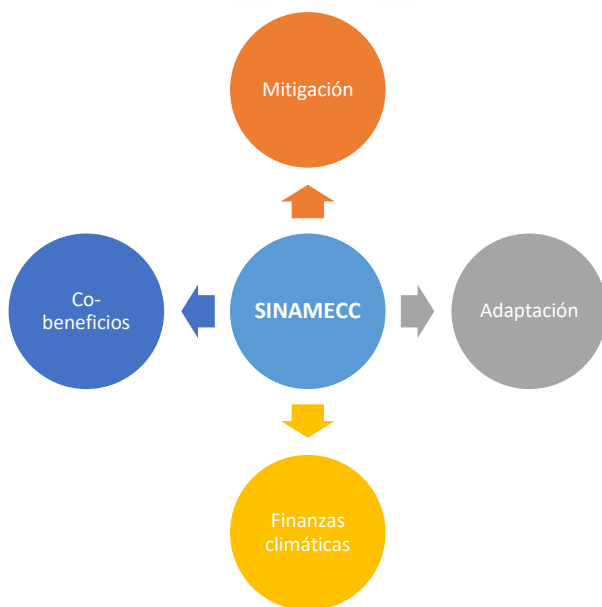 Mitigación
Co-
beneficios
SINAMECC
Adaptación
Finanzas
climáticas